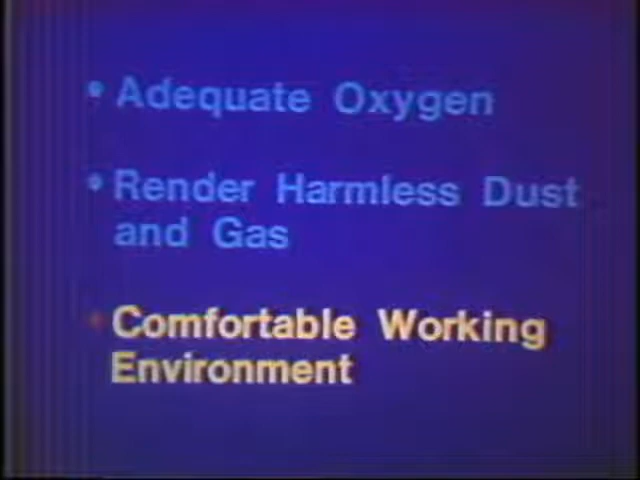 • Adequate Oxygen
• Render Harmless Dust
and Gas
• Comfortable Working
Environment